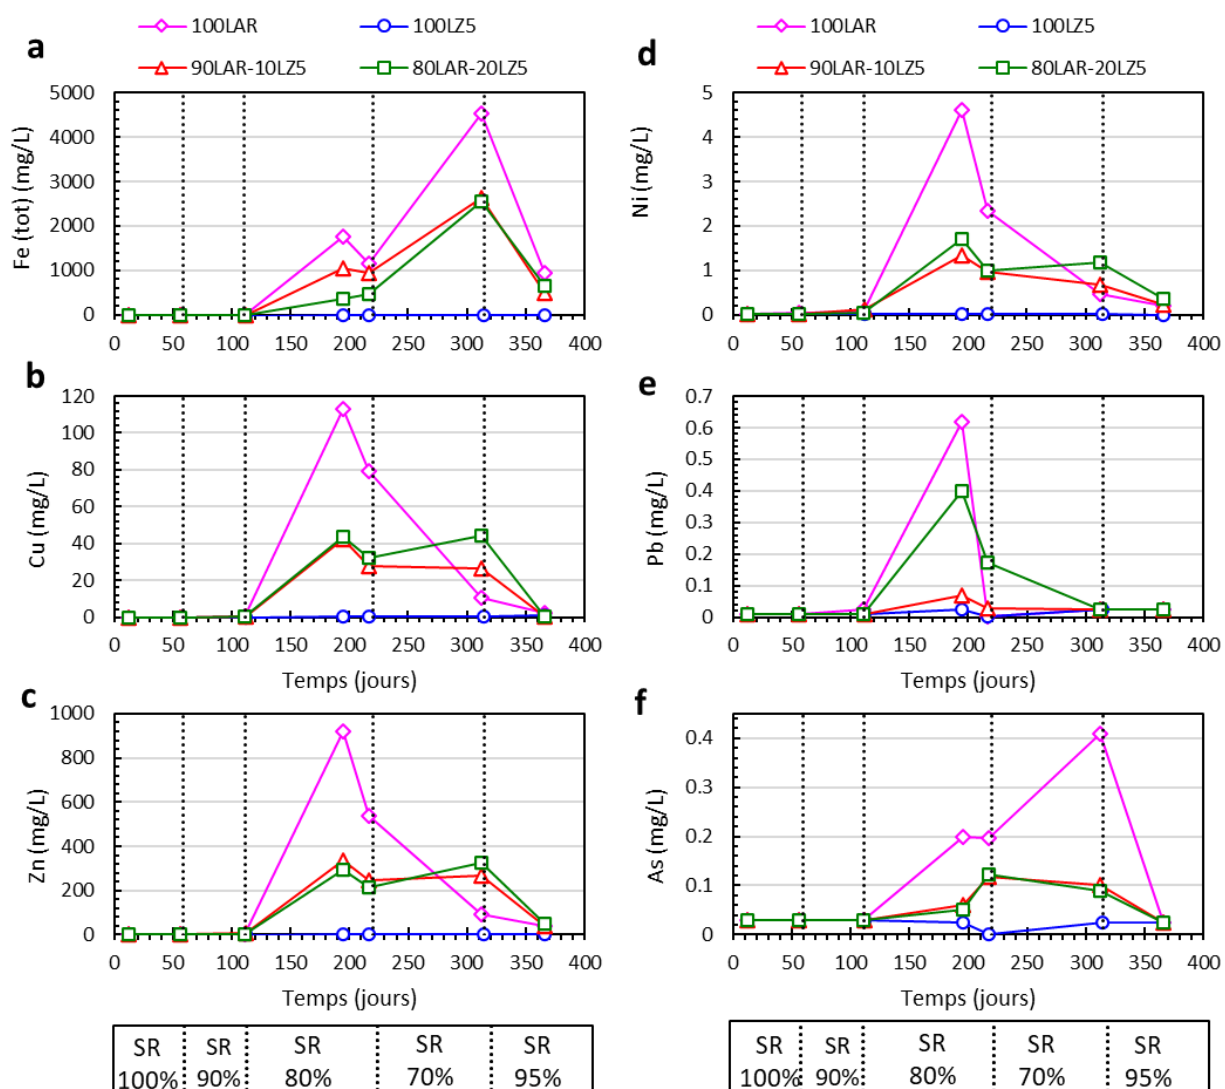 100LAR 100LZ5
90LAR-10LZ5 80LAR-20LZ5
a
5000
4000
3000
2000
1000
0
Fe (tot) (mg/L)
0 50 100 150 200 250 300 350 400
b
120
100
80
60
40
20
0
Cu (mg/L)
0 50 100 150 200 250 300 350 400
Temps (jours)
c
1000
800
600
400
200
0
Zn (mg/L)
0 50 100 150 200 250 300 350 400
Temps (jours)
SR SR SR SR SR
100% 90% 80% 70% 95%
100LAR 100LZ5
90LAR-10LZ5 80LAR-20LZ5
d
5
4
3
2
1
0
Ni (mg/L)
0 50 100 150 200 250 300 350 400
e
0.7
0.6
0.5
0.4
0.3
0.2
0.1
0
Pb (mg/L)
0 50 100 150 200 250 300 350 400
Temps (jours)
f
0.4
0.3
0.2
0.1
0
As (mg/L)
0 50 100 150 200 250 300 350 400
Temps (jours)
SR SR SR SR SR
100% 90% 80% 70% 95%